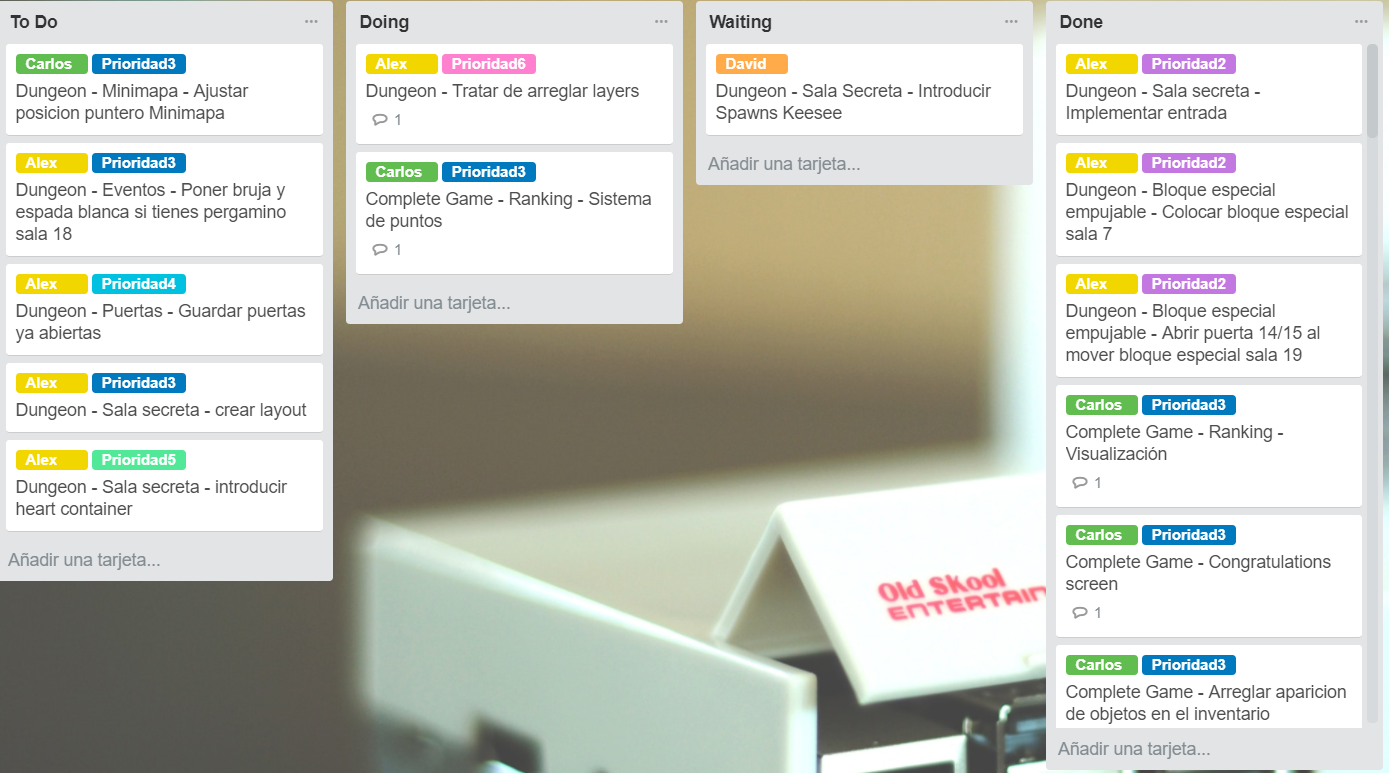 To Do
Carlos Prioridad3
Dungeon - Minimapa - Ajustar
posicion puntero Minimapa
Alex Prioridad3
Dungeon - Eventos - Poner bruja y
espada blanca si tienes pergamino
sala 18
Alex Prioridad4
Dungeon - Puertas - Guardar puertas
ya abiertas
Alex Prioridad3
Dungeon - Sala secreta - crear layout
Alex Prioridad5
Dungeon - Sala secreta - introducir
heart container
Añadir una tarjeta...
Doing
Alex Prioridad6
Dungeon - Tratar de arreglar layers
1
Carlos Prioridad3
Complete Game - Ranking - Sistema
de puntos
1
Añadir una tarjeta...
Waiting
David
Dungeon - Sala Secreta - Introducir
Spawns Keesee
Añadir una tarjeta...
Old Skool
Done
Alex Prioridad2
Dungeon - Sala secreta -
Implementar entrada
Alex Prioridad2
Dungeon - Bloque especial
empujable - Colocar bloque especial
sala 7
Alex Prioridad2
Dungeon - Bloque especial
empujable - Abrir puerta 14/15 al
mover bloque especial sala 19
Carlos Prioridad3
Complete Game - Ranking -
Visualización
1
Carlos Prioridad3
Complete Game - Congratulations
screen
1
Carlos Prioridad3
Complete Game - Arreglar aparicion
de objetos en el inventario
Añadir una tarjeta...